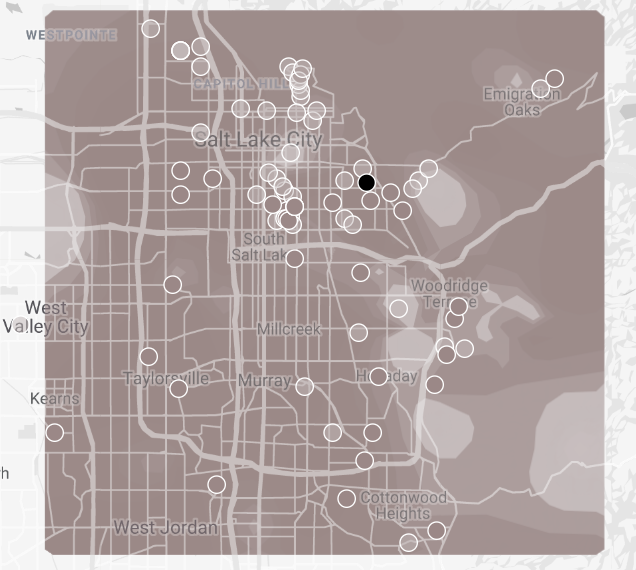 WESTPOINTE
CAPITOL HILL
Emigration
Oaks
Salt Lake City
South
Salt Lake
Woodridge
Terrace
West
Valley City
Millcreek
Taylorsville
Murray
Holladay
Kearns
Cottonwood
Heights
West Jordan